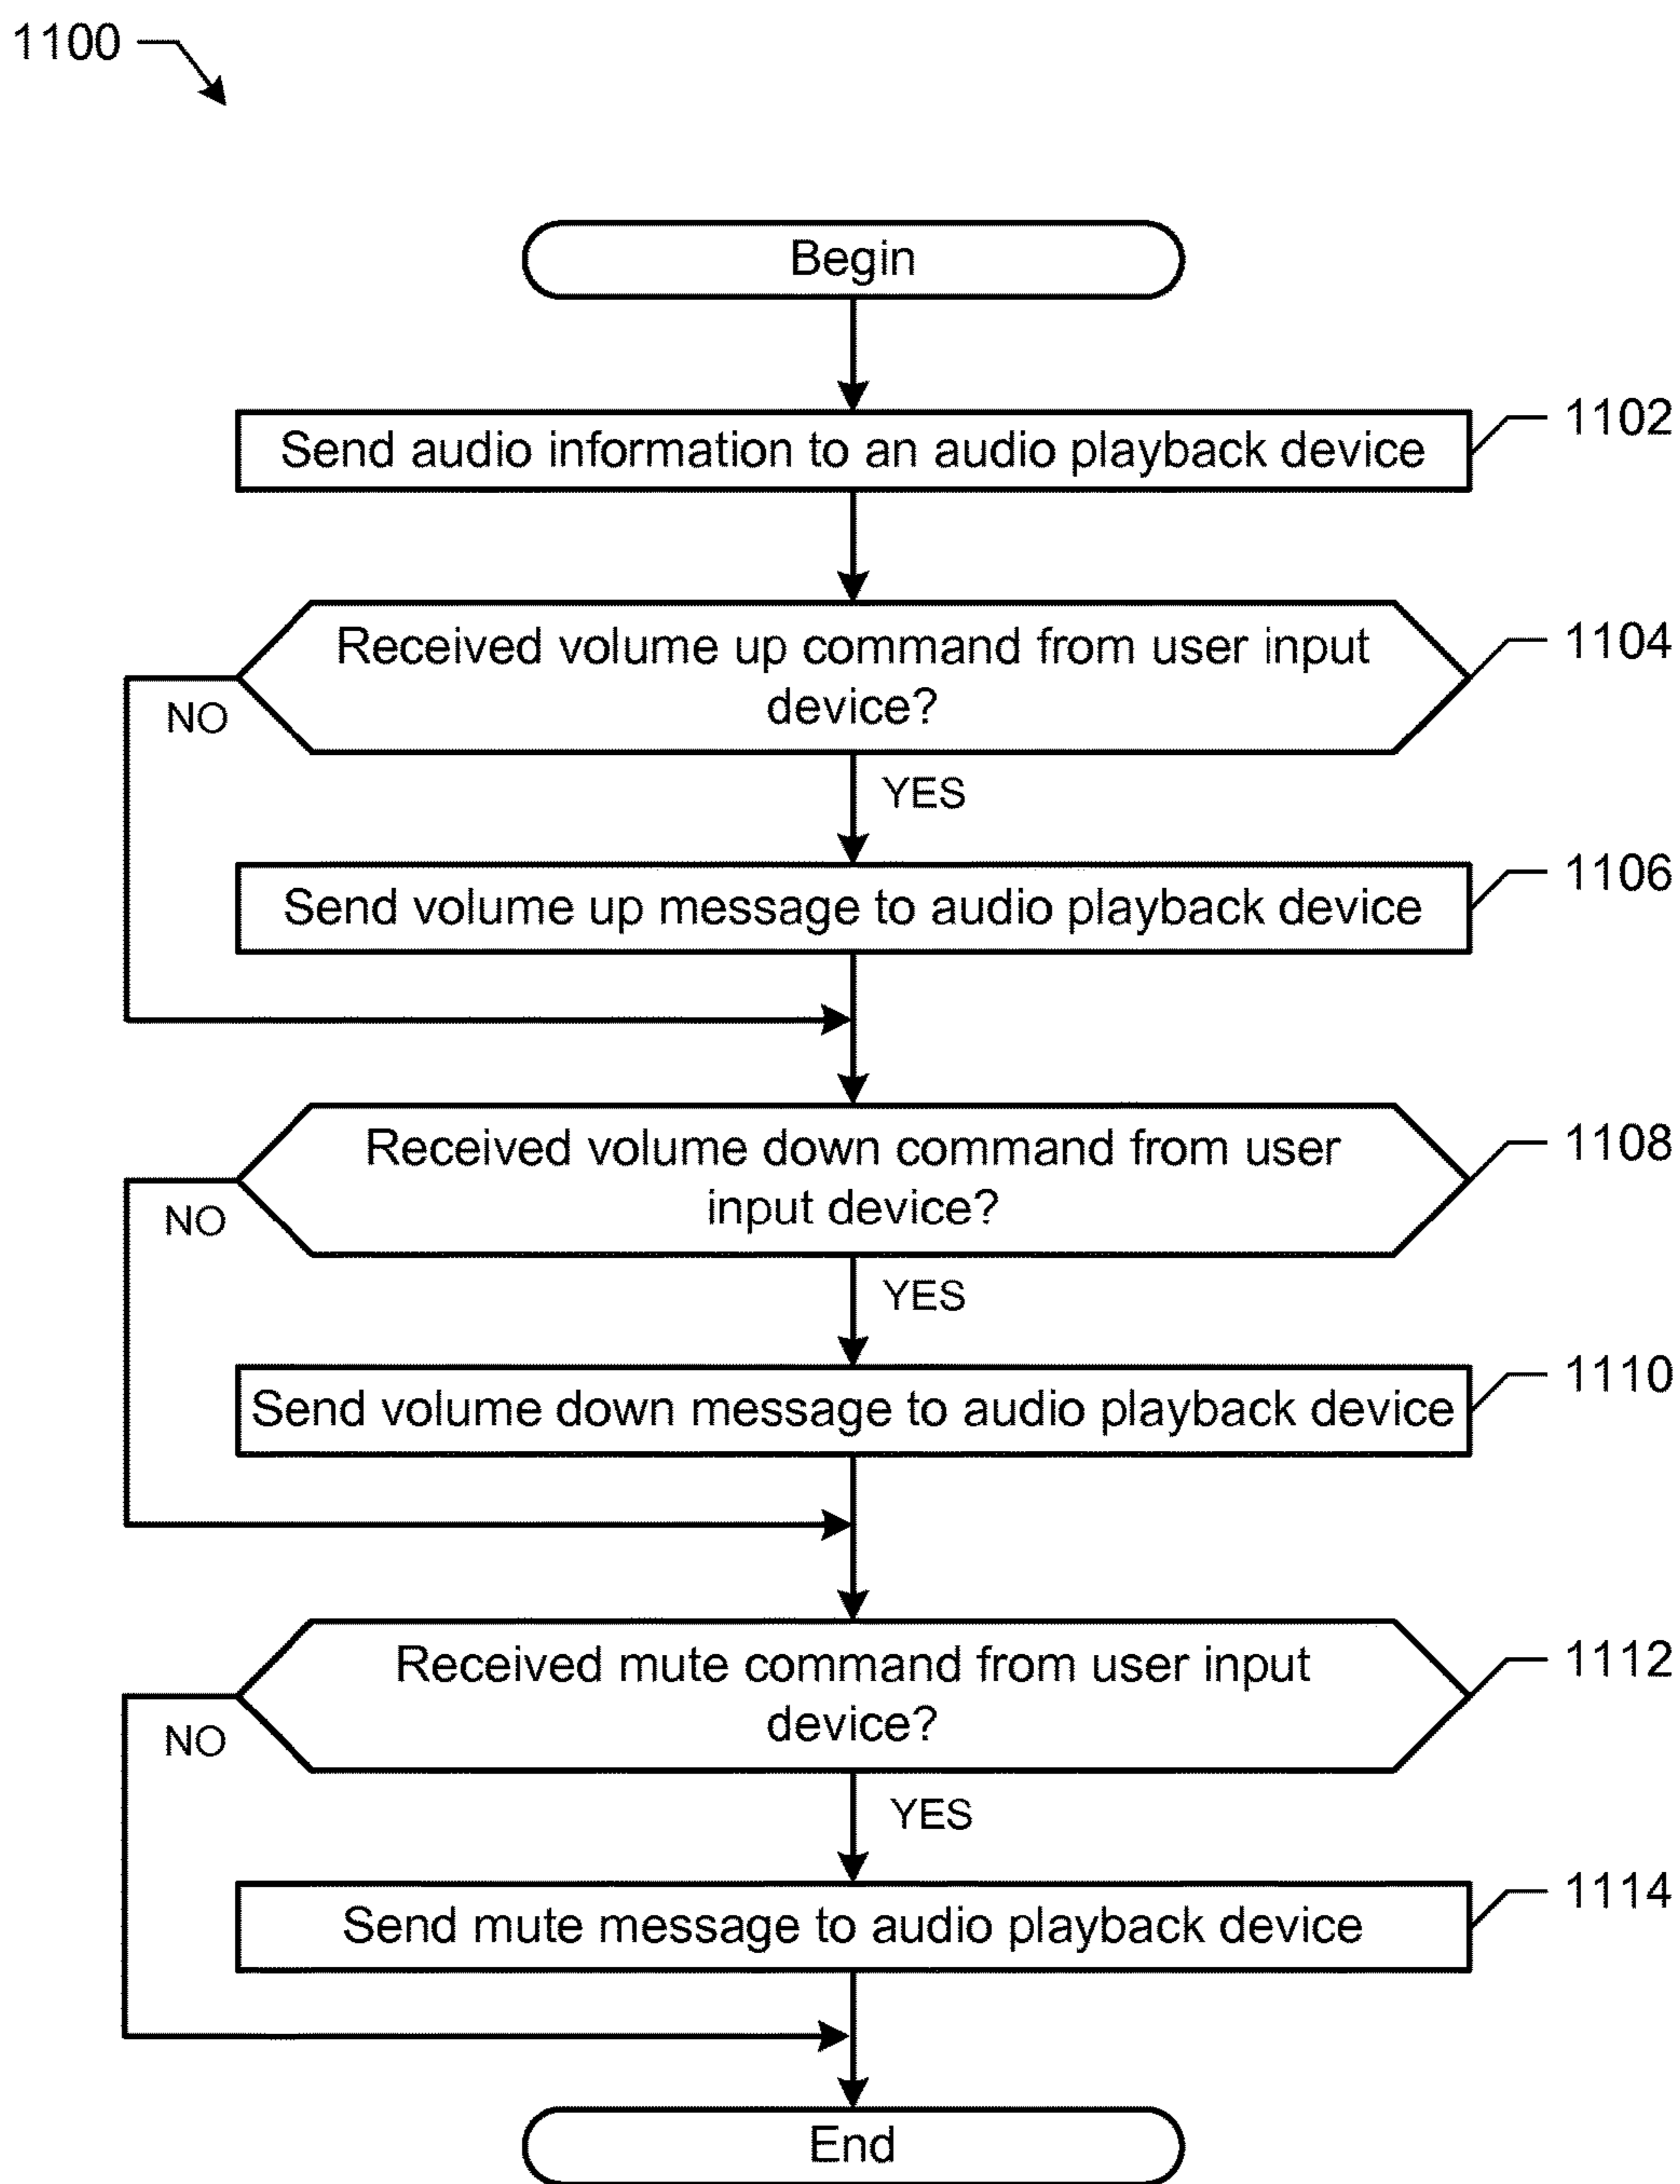 1100
Begin
Send audio information to an audio playback device
1102
Received volume up command from user input
device?
1104
NO
YES
Send volume up message to audio playback device
1106
Received volume down command from user
input device?
1108
NO
YES
Send volume down message to audio playback device
1110
Received mute command from user input
device?
1112
NO
YES
Send mute message to audio playback device
1114
End